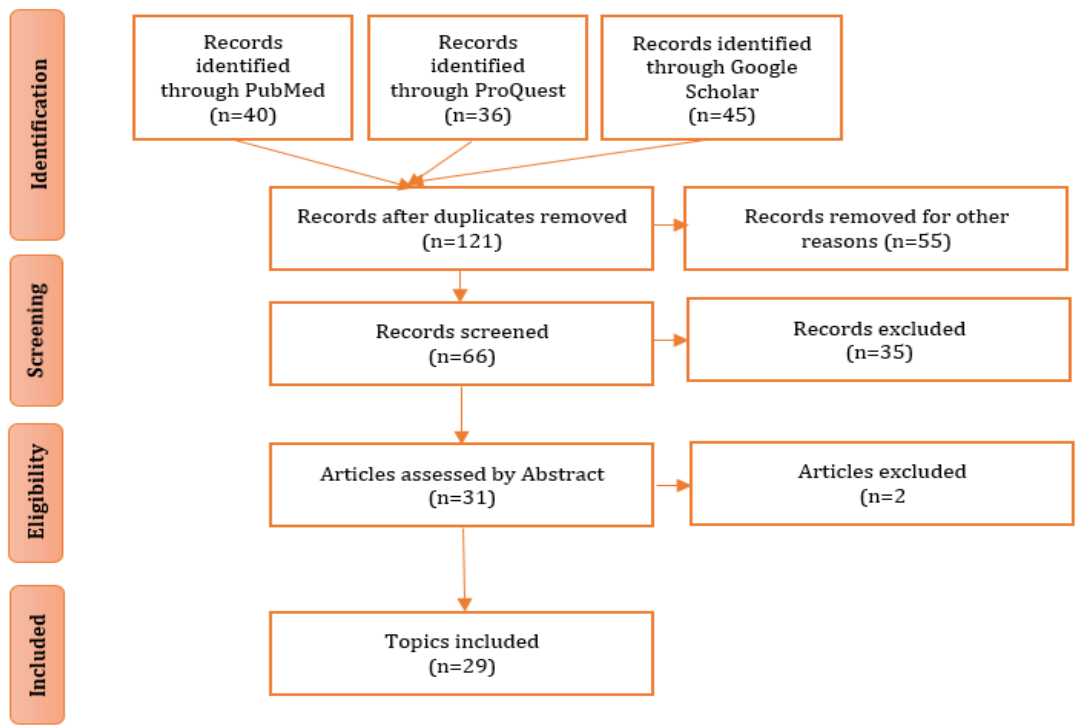 Identification
Records
identified
through PubMed
(n=40)
Records
identified
through ProQuest
(n=36)
Records identified
through Google
Scholar
(n=45)
Records after duplicates removed
(n=121)
Records removed for other
reasons (n=55)
Screening
Records screened
(n=66)
Records excluded
(n=35)
Eligibility
Articles assessed by Abstract
(n=31)
Articles excluded
(n=2
Included
Topics included
(n=29)